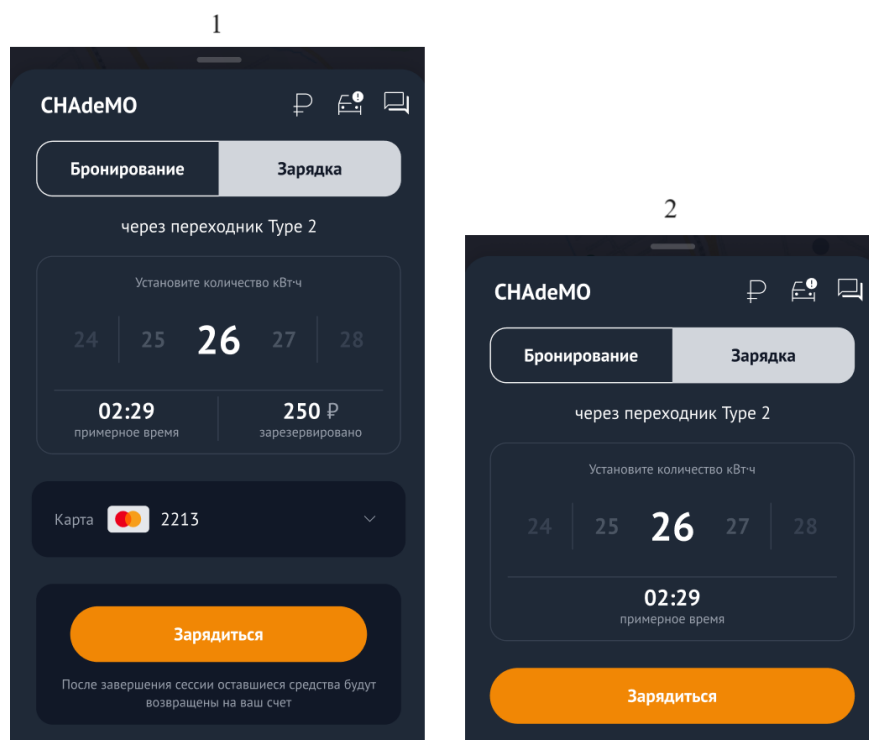 1
CHAdeMO
Бронирование Зарядка
через переходник Type 2
Установите количество кВт·ч
24 25 26 27 28
02:29 250 ₽
примерное время зарезервировано
Карта 2213
Зарядиться
После завершения сессии оставшиеся средства будут
возвращены на ваш счет
2
CHAdeMO
Бронирование Зарядка
через переходник Type 2
Установите количество кВт·ч
24 25 26 27 28
02:29
примерное время
Зарядиться